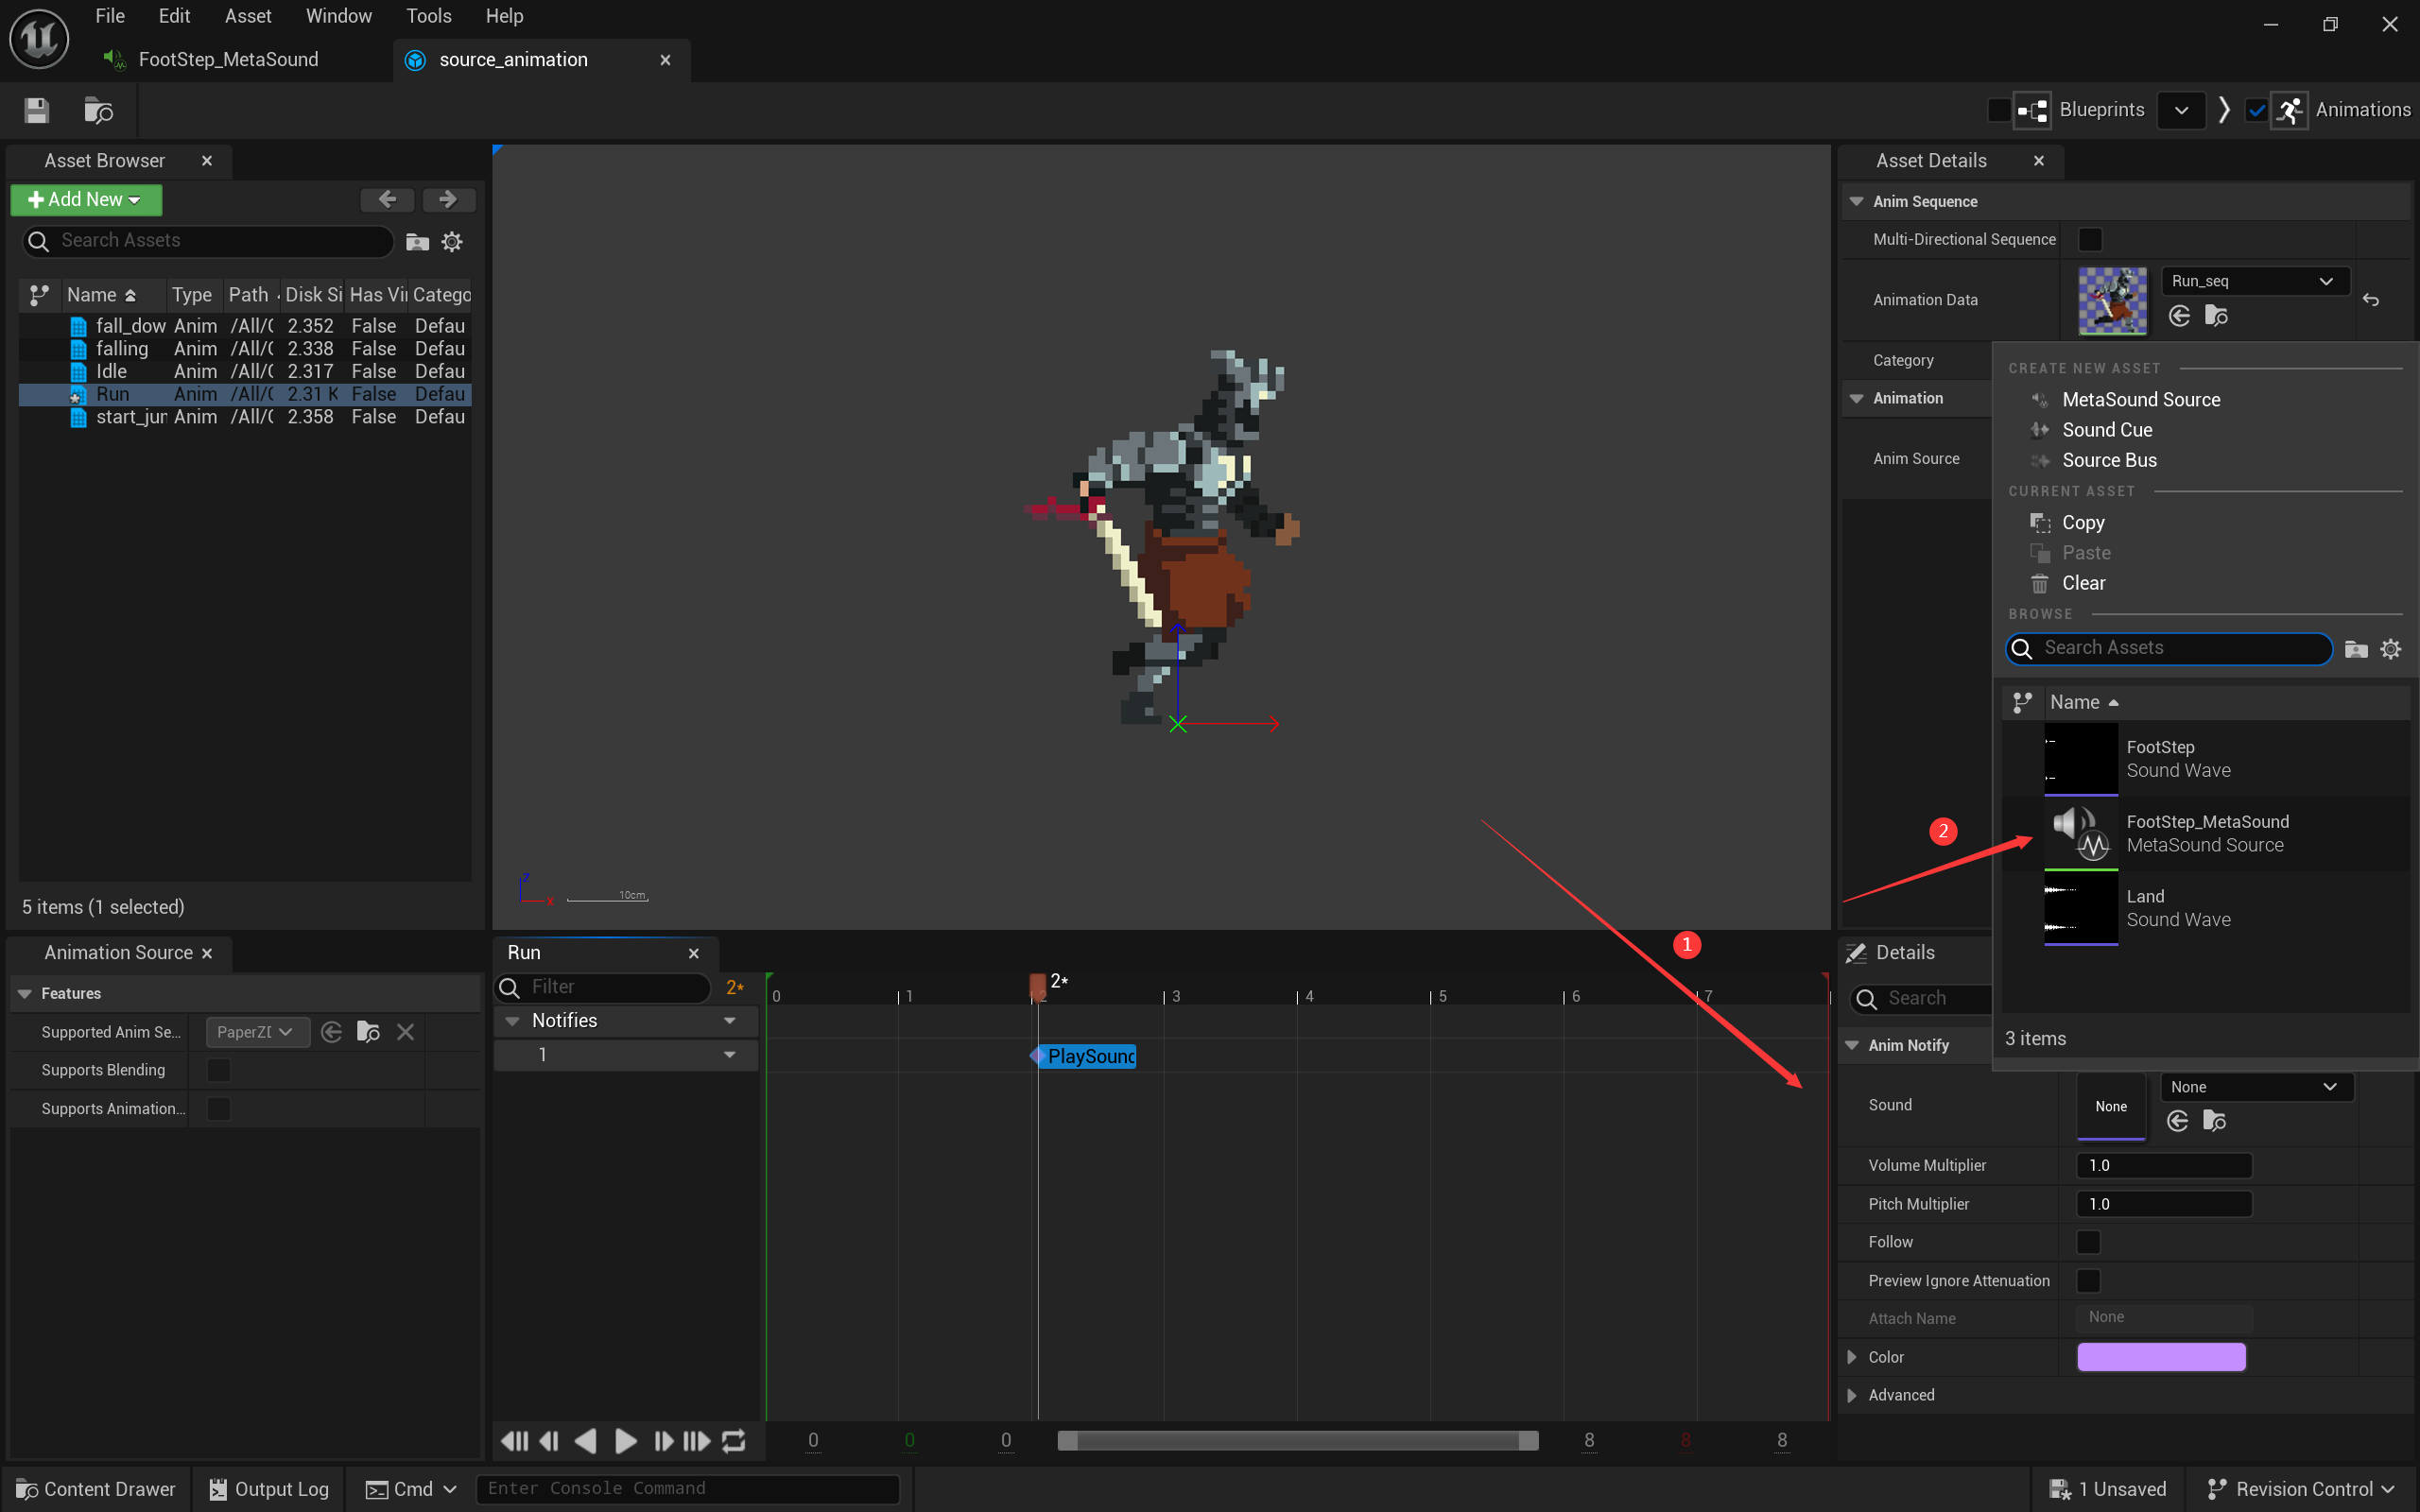 File Edit Asset Window Tools Help
FootStep_MetaSound
source_animation
Blueprints
Animations
Asset Browser
Add New
Search Assets
Name Type Path Disk Si Has Vi Catego
fall_dow Anim /All/( 2.352 False Defau
falling Anim /All/( 2.338 False Defau
Idle Anim /All/( 2.317 False Defau
Run Anim /All/( 2.31 K False Defau
start_jur Anim /All/( 2.358 False Defau
5 items (1 selected)
z
x
10cm
Asset Details
Anim Sequence
Multi-Directional Sequence
Animation Data
Run_seq
Category
Animation
Anim Source
CREATE NEW ASSET
MetaSound Source
Sound Cue
Source Bus
CURRENT ASSET
Copy
Paste
Clear
BROWSE
Search Assets
Name
FootStep
Sound Wave
FootStep_MetaSound
MetaSound Source
Land
Sound Wave
3 items
2
1
Animation Source
Features
Supported Anim Se...
PaperZI
Supports Blending
Supports Animation...
Run
Filter
2*
2*
0 1 2 3 4 5 6 7
Notifies
1
PlaySound
0 0 0 8 8 8
Details
Search
Anim Notify
Sound
None
None
Volume Multiplier
1.0
Pitch Multiplier
1.0
Follow
Preview Ignore Attenuation
Attach Name
None
Color
Advanced
Content Drawer
Output Log
Cmd
Enter Console Command
1 Unsaved
Revision Control